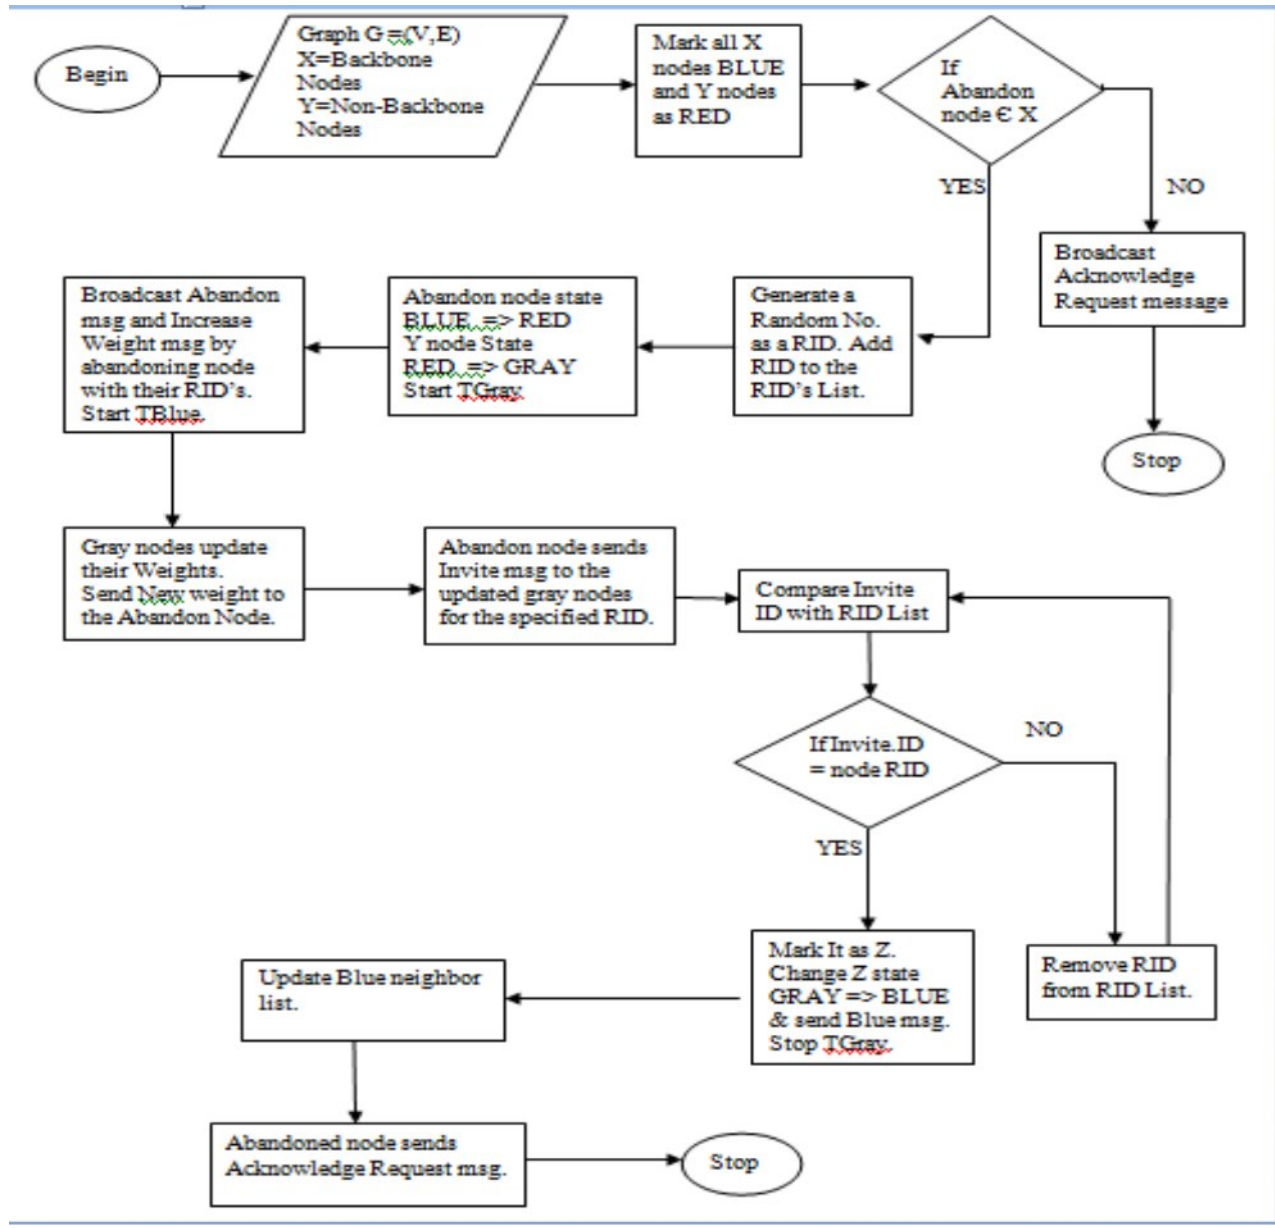 Begin
Graph G =(V,E)
X=Backbone
Nodes
Y=Non-Backbone
Nodes
Mark all X
nodes BLUE
and Y nodes
as RED
If
Abandon
node € X
YES
NO
Broadcast
Acknowledge
Request message
Stop
Generate a
Random No.
as a RID. Add
RID to the
RID's List.
Abandon node state
BLUE => RED
Y node State
RED => GRAY
Start TGray.
Broadcast Abandon
msg and Increase
Weight msg by
abandoning node
with their RID's.
Start TBlue.
Gray nodes update
their Weights.
Send New weight to
the Abandon Node.
Abandon node sends
Invite msg to the
updated gray nodes
for the specified RID.
Compare Invite
ID with RID List
If Invite.ID
= node RID
NO
YES
Remove RID
from RID List.
Mark It as Z.
Change Z state
GRAY => BLUE
& send Blue msg.
Stop TGray.
Update Blue neighbor
list.
Abandoned node sends
Acknowledge Request msg.
Stop